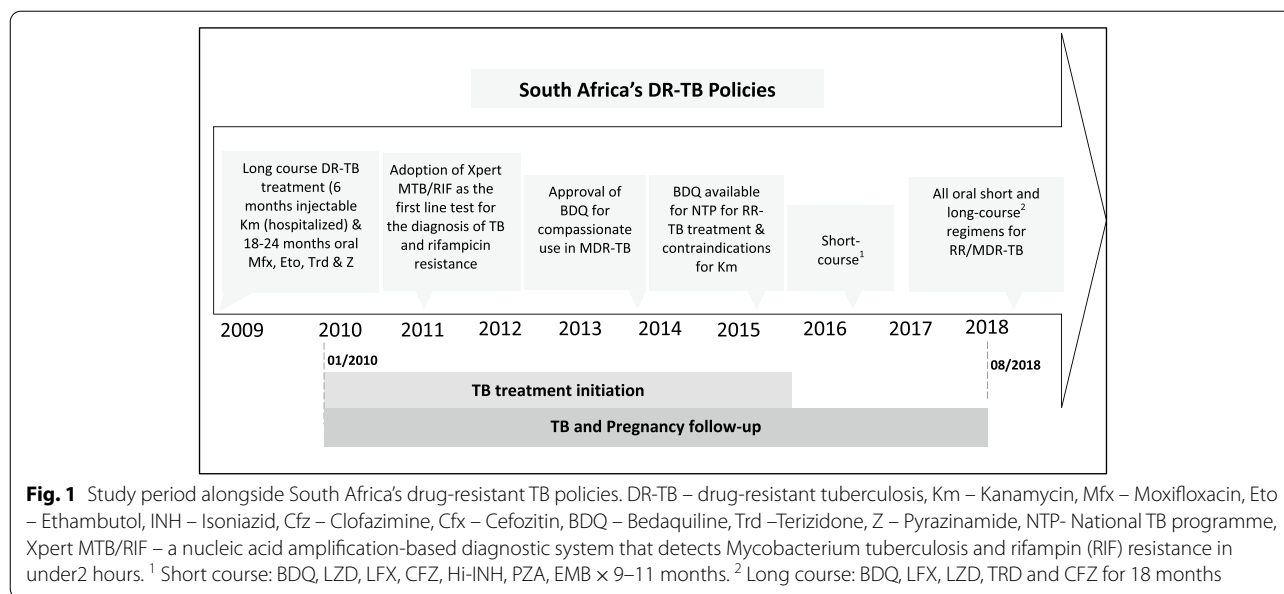 South Africa's DR-TB Policies
Long course DR-TB
treatment (6
months injectable
Km (hospitalized) &
18-24 months oral
Mfx, Eto, Trd & Z
Adoption of Xpert
MTB/RIF as the
first line test for
the diagnosis of TB
and rifampicin
resistance
Approval of
BDQ for
compassionate
use in MDR-TB
BDQ available
for NTP for RR-
TB treatment &
contraindications
for Km
Short-
course1
All oral short and
long-course2
regimens for
RR/MDR-TB
2009 2010 2011 2012 2013 2014 2015 2016 2017 2018
01/2010
08/2018
TB treatment initiation
TB and Pregnancy follow-up
Fig. 1 Study period alongside South Africa's drug-resistant TB policies. DR-TB – drug-resistant tuberculosis, Km – Kanamycin, Mfx – Moxifloxacin, Eto
– Ethambutol, INH – Isoniazid, Cfz – Clofazimine, Cfx – Cefozitin, BDQ – Bedaquiline, Trd –Terizidone, Z – Pyrazinamide, NTP- National TB programme,
Xpert MTB/RIF – a nucleic acid amplification-based diagnostic system that detects Mycobacterium tuberculosis and rifampin (RIF) resistance in
under2 hours. 1 Short course: BDQ, LZD, LFX, CFZ, Hi-INH, PZA, EMB × 9–11 months. 2 Long course: BDQ, LFX, LZD, TRD and CFZ for 18 months